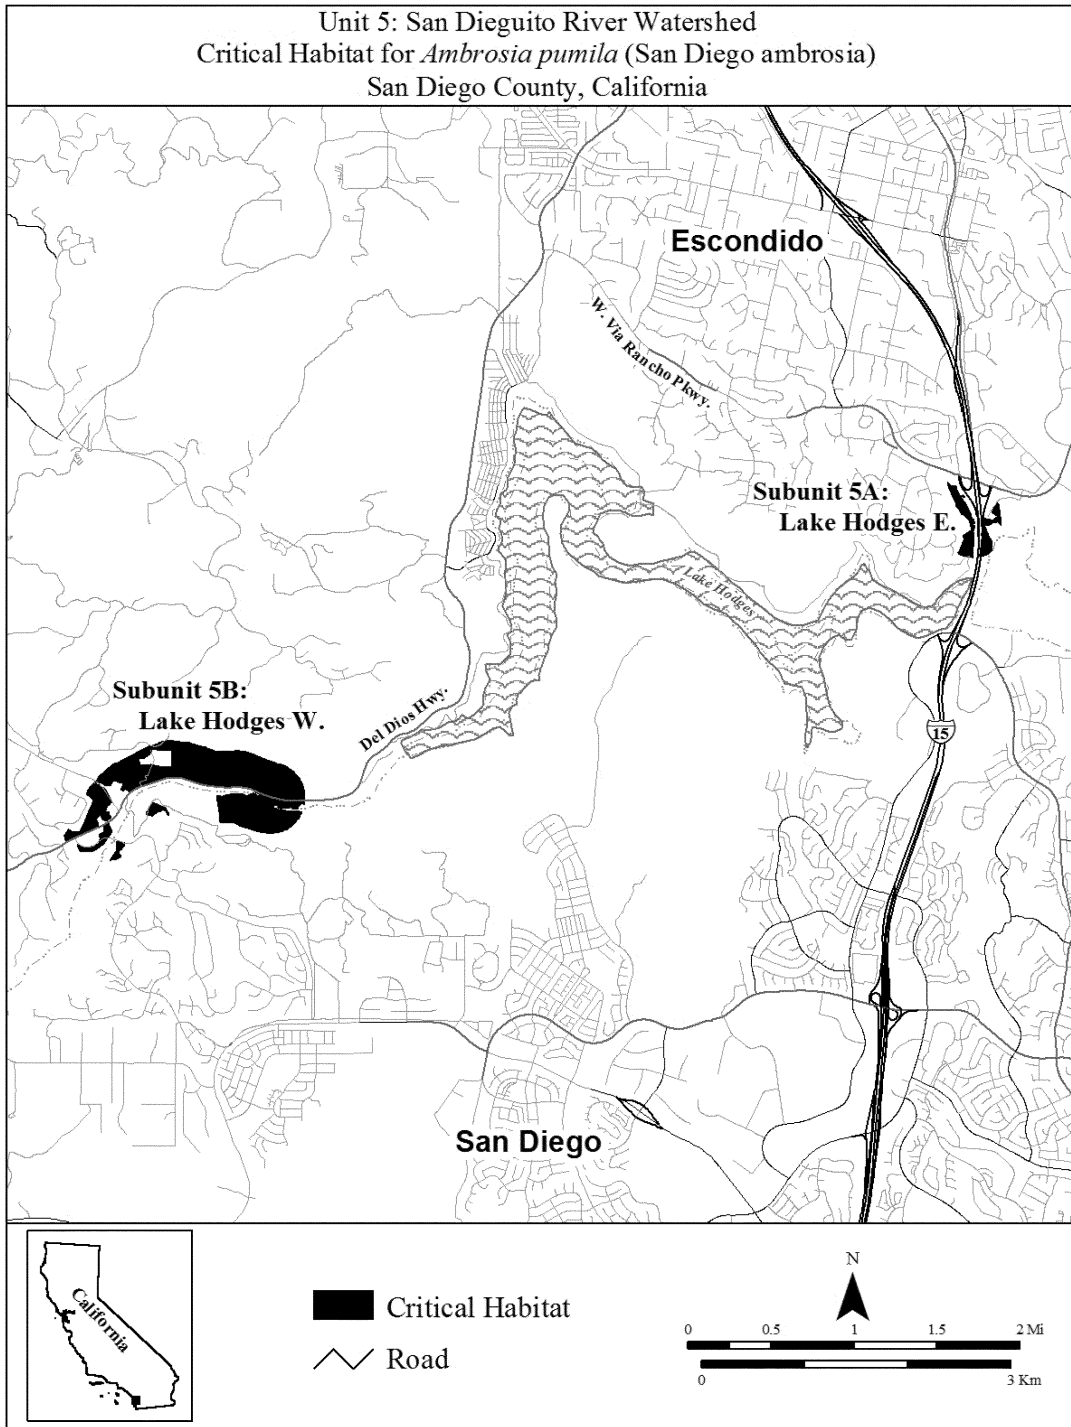 Unit 5: San Dieguito River Watershed
Critical Habitat for Ambrosia pumila (San Diego ambrosia)
San Diego County, California
Escondido
W. Via Rancho Pkwy.
Subunit 5A:
Lake Hodges E.
Lake Hodges
Subunit 5B:
Lake Hodges W.
Del Dios Hwy.
15
San Diego
California
Critical Habitat
Road
N
0 0.5 1 1.5 2 Mi
0 3 Km